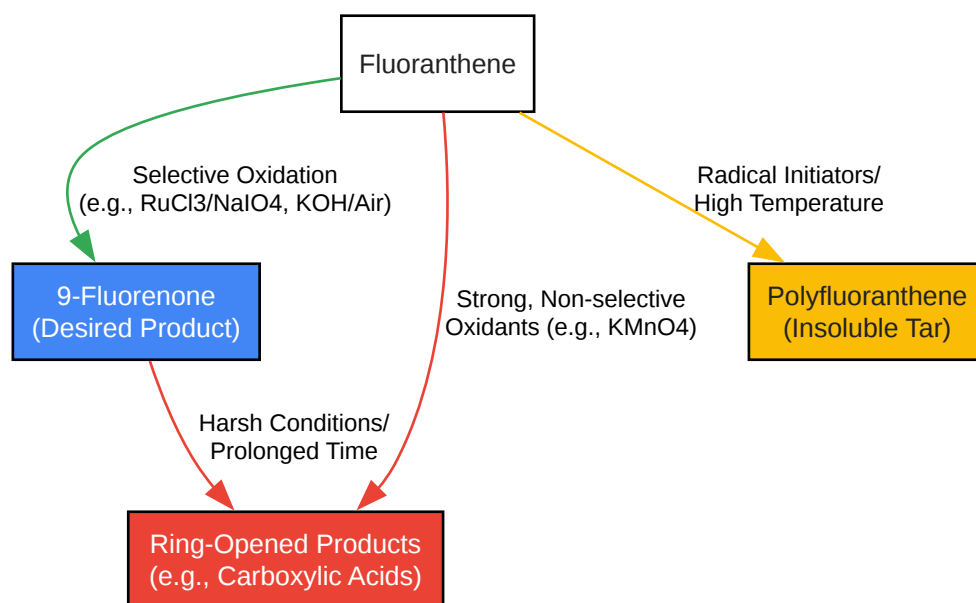 Fluoranthene
Selective Oxidation
(e.g., RuCl3/NaIO4, KOH/Air)
Radical Initiators/
High Temperature
9-Fluorenone
(Desired Product)
Strong, Non-selective
Oxidants (e.g., KMnO4)
Polyfluoranthene
(Insoluble Tar)
Harsh Conditions/
Prolonged Time
Ring-Opened Products
(e.g., Carboxylic Acids)